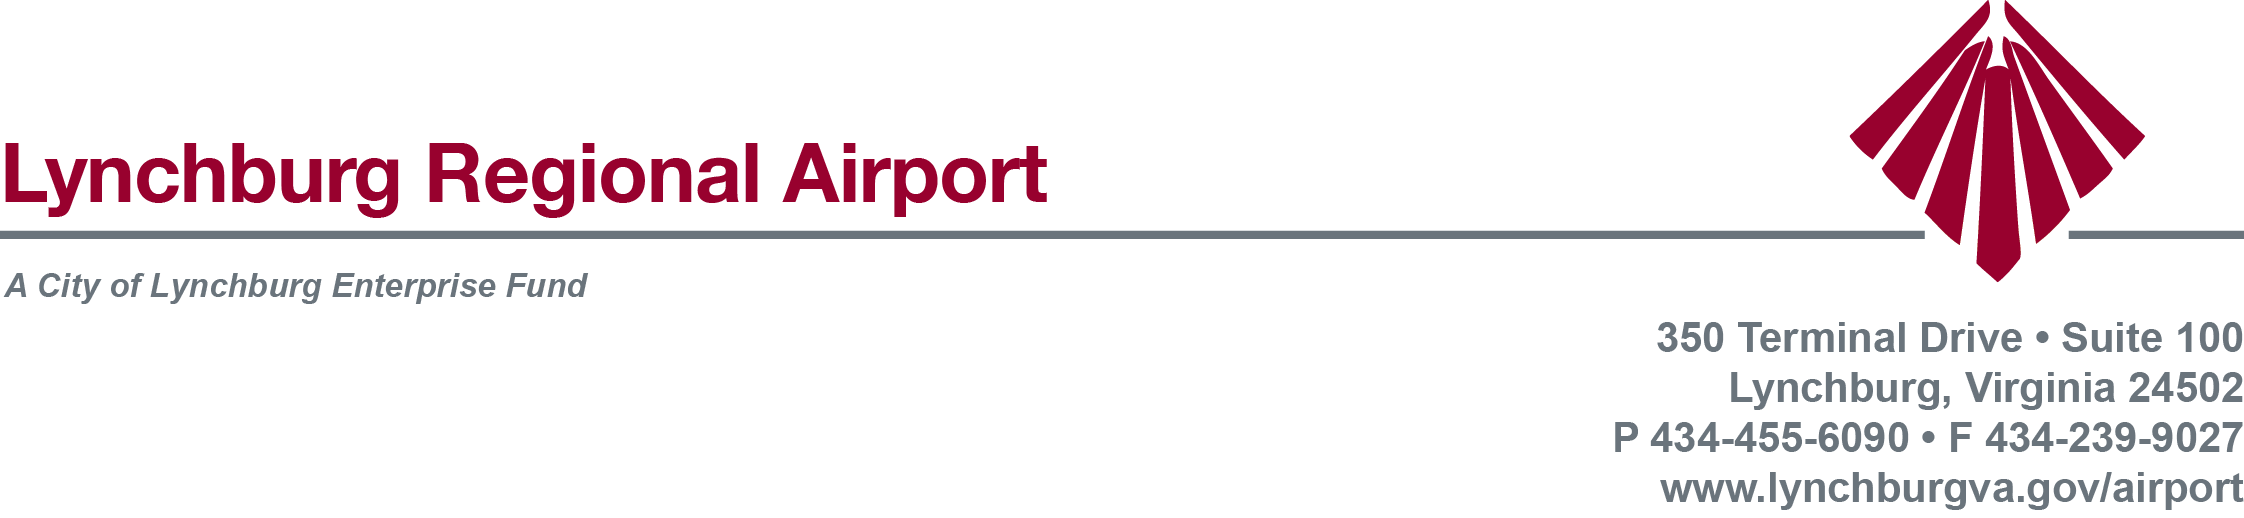 Lynchburg Regional Airport
A City of Lynchburg Enterprise Fund
350 Terminal Drive • Suite 100
Lynchburg, Virginia 24502
P 434-455-6090 • F 434-239-9027
www.lynchburgva.gov/airport